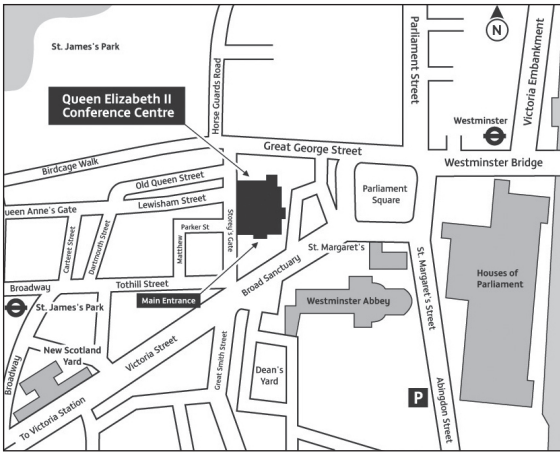 St. James's Park
Horse Guards Road
Parliament Street
N
Victoria Embankment
Queen Elizabeth II
Conference Centre
Westminster
Great George Street
Westminster Bridge
Birdcage Walk
Old Queen Street
Lewisham Street
ueen Anne's Gate
Parliament
Square
Storey's Gate
Parker St
Matthew
Carteret Street
Dartmouth Street
St. Margaret's
St. Margaret's Street
Houses of
Parliament
Broad Sanctuary
Tothill Street
Broadway
Main Entrance
St. James's Park
Westminster Abbey
New Scotland
Yard
Victoria Street
Great Smith Street
Dean's
Yard
Broadway
P
Abingdon Street
To Victoria Station